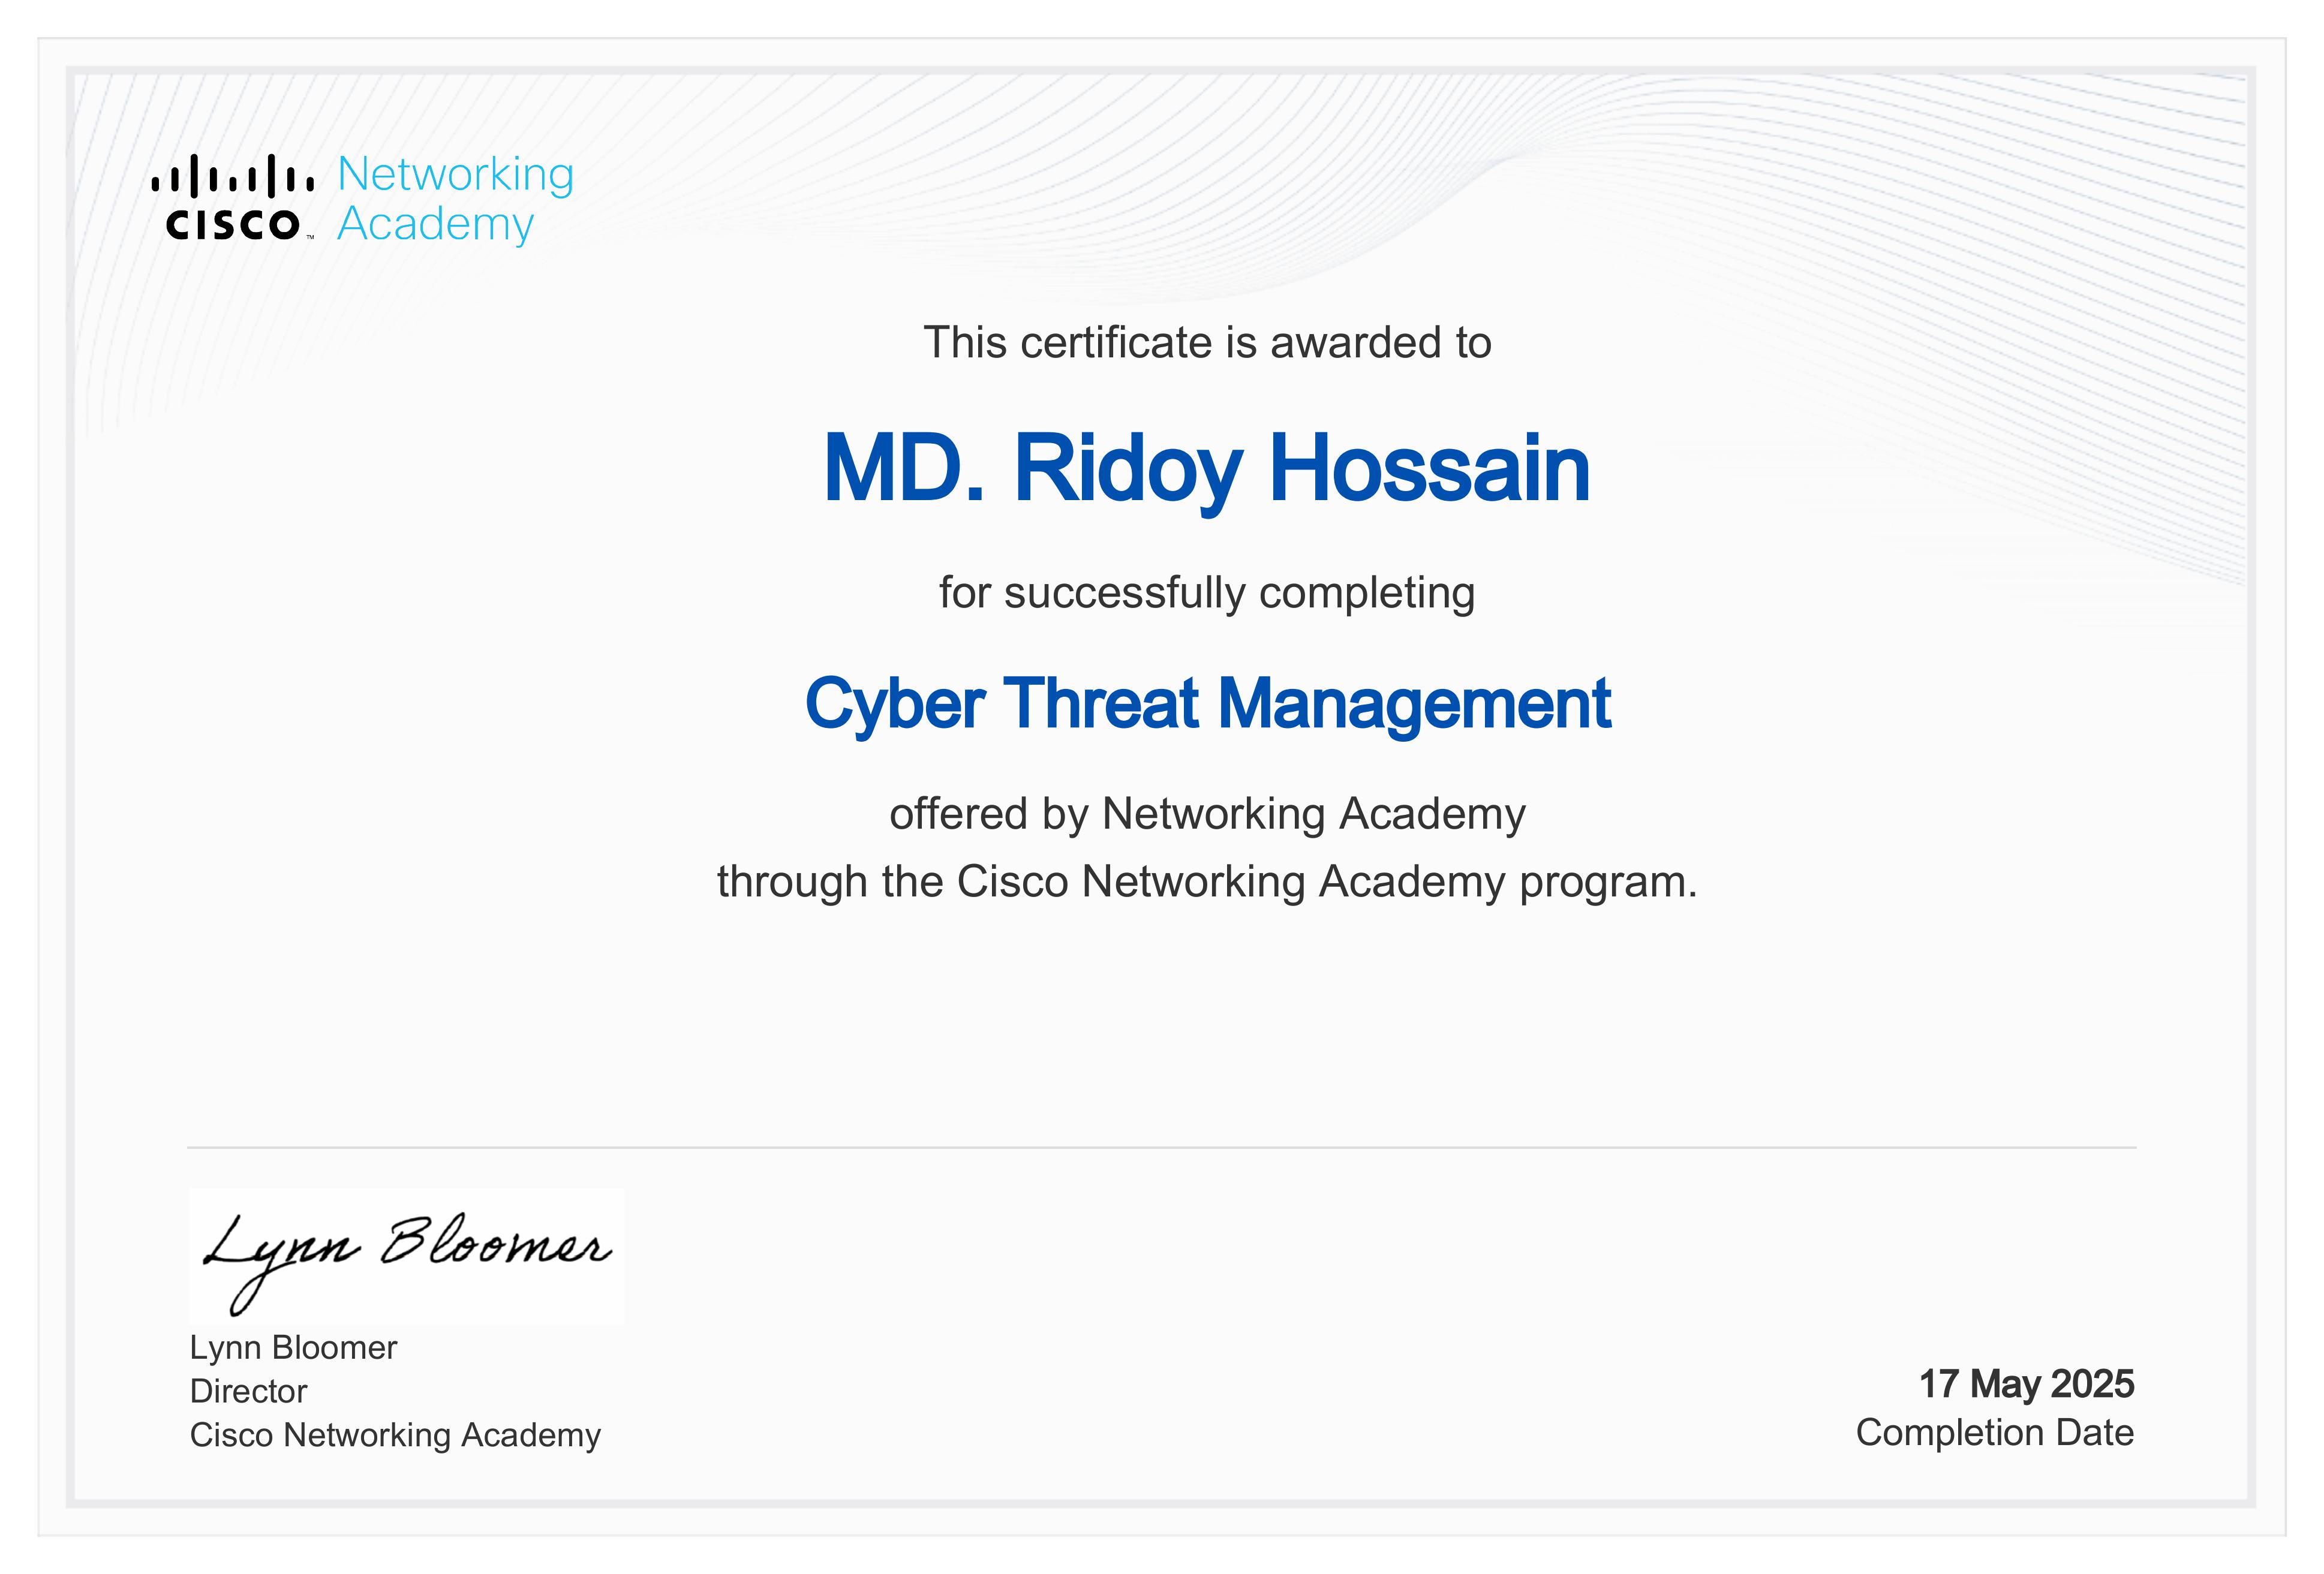 Networking
Academy
CISCO™
This certificate is awarded to
MD. Ridoy Hossain
for successfully completing
Cyber Threat Management
offered by Networking Academy
through the Cisco Networking Academy program.
Lynn Bloomer
Lynn Bloomer
Director
Cisco Networking Academy
17 May 2025
Completion Date